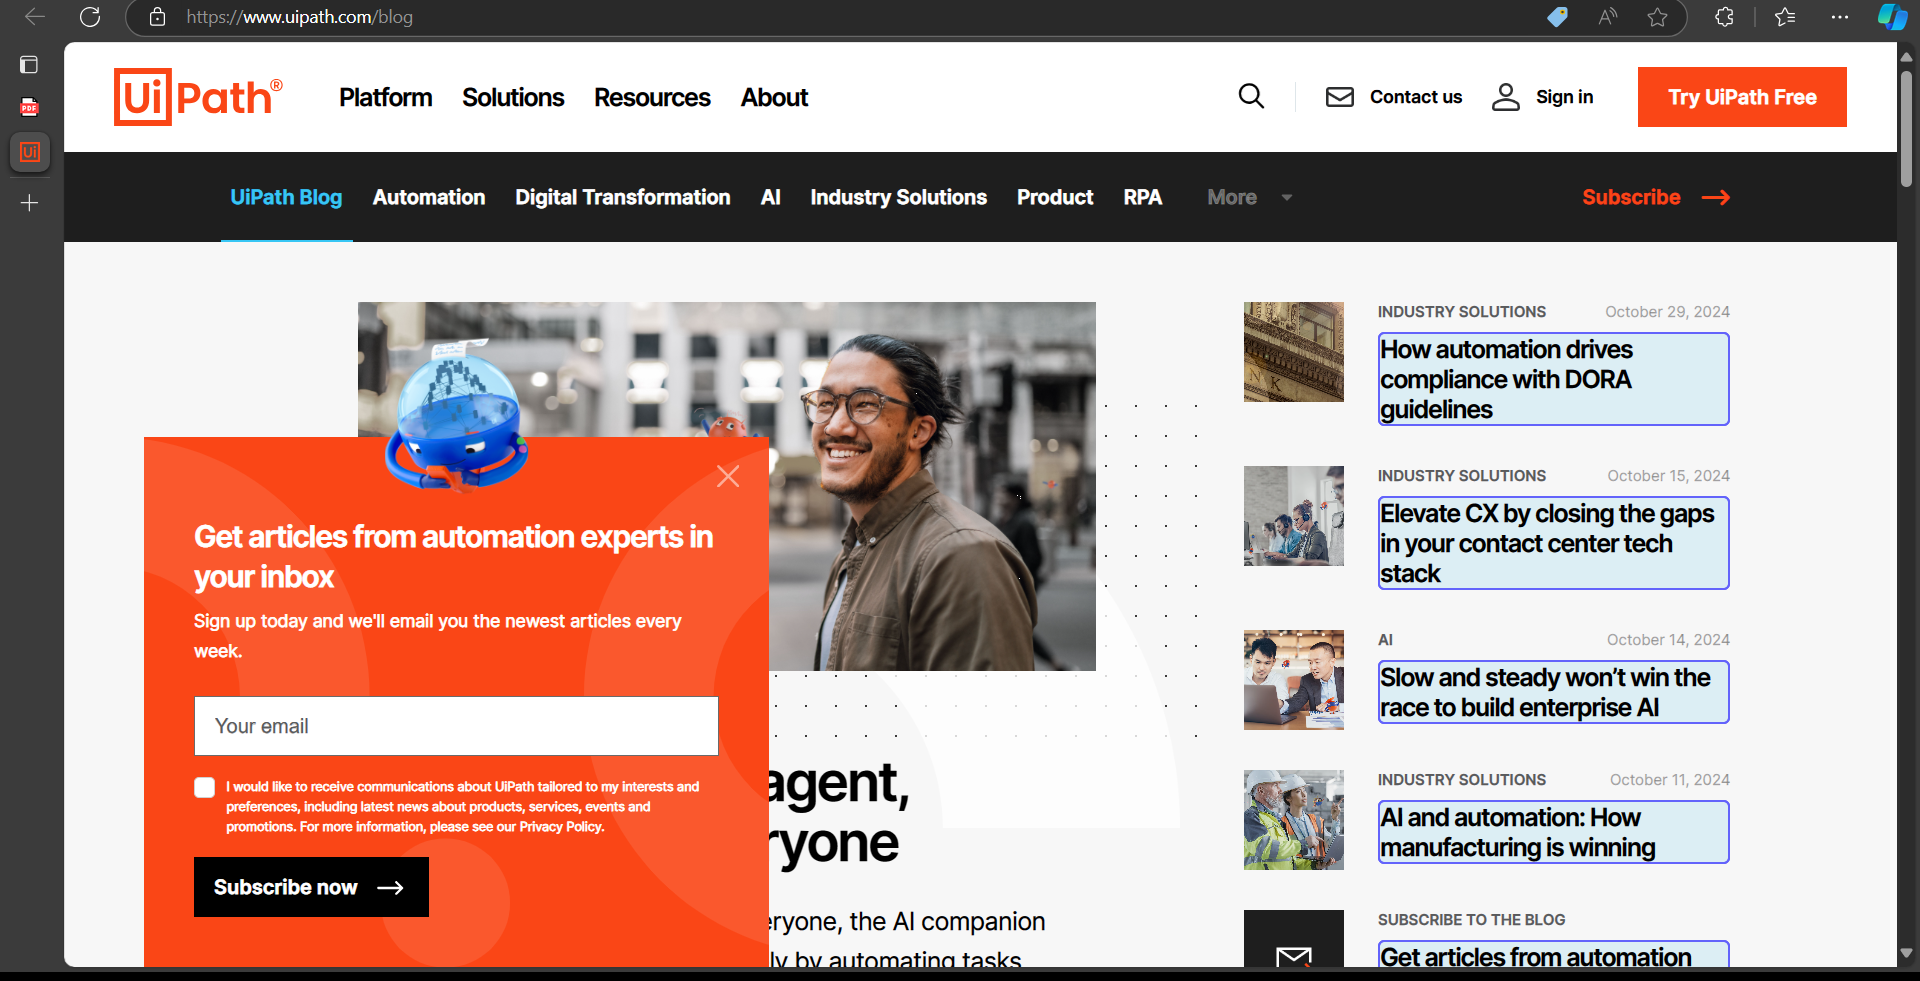 https://www.uipath.com/blog
UiPath®
Platform Solutions Resources About
Contact us Sign in Try UiPath Free
PDF
Ui
UiPath Blog Automation Digital Transformation AI Industry Solutions Product RPA More Subscribe
Get articles from automation experts in
your inbox
Sign up today and we'll email you the newest articles every
week.
Your email
I would like to receive communications about UiPath tailored to my interests and
preferences, including latest news about products, services, events and
promotions. For more information, please see our Privacy Policy.
Subscribe now
agent,
ryone
eryone, the AI companion
ly by automating tasks
INDUSTRY SOLUTIONS October 29, 2024
How automation drives
compliance with DORA
guidelines
INDUSTRY SOLUTIONS October 15, 2024
Elevate CX by closing the gaps
in your contact center tech
stack
AI October 14, 2024
Slow and steady won’t win the
race to build enterprise AI
INDUSTRY SOLUTIONS October 11, 2024
AI and automation: How
manufacturing is winning
SUBSCRIBE TO THE BLOG
Get articles from automation